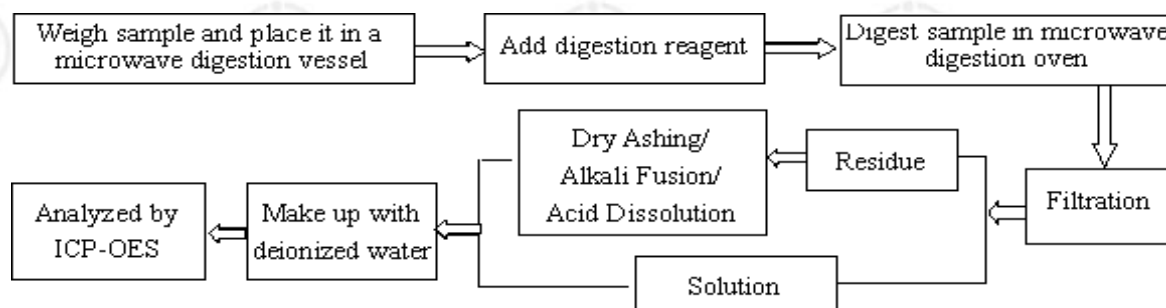 Weigh sample and place it in a
microwave digestion vessel
Add digestion reagent
Digest sample in microwave
digestion oven
Filtration
Residue
Dry Ashing/
Alkali Fusion/
Acid Dissolution
Solution
Make up with
deionized water
Analyzed by
ICP-OES